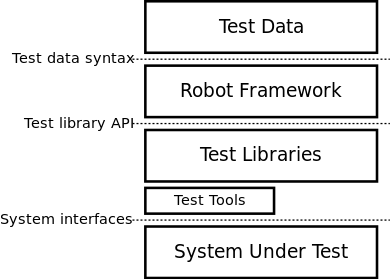 Test Data
Test data syntax
Robot Framework
Test library API
Test Libraries
Test Tools
System interfaces
System Under Test